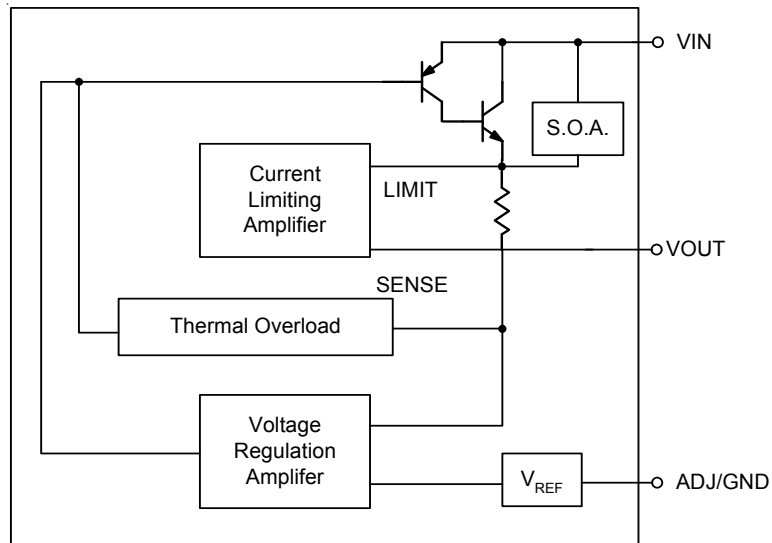 VIN
S.O.A.
Current
Limiting
Amplifier
LIMIT
VOUT
SENSE
Thermal Overload
Voltage
Regulation
Amplifer
VREF
ADJ/GND